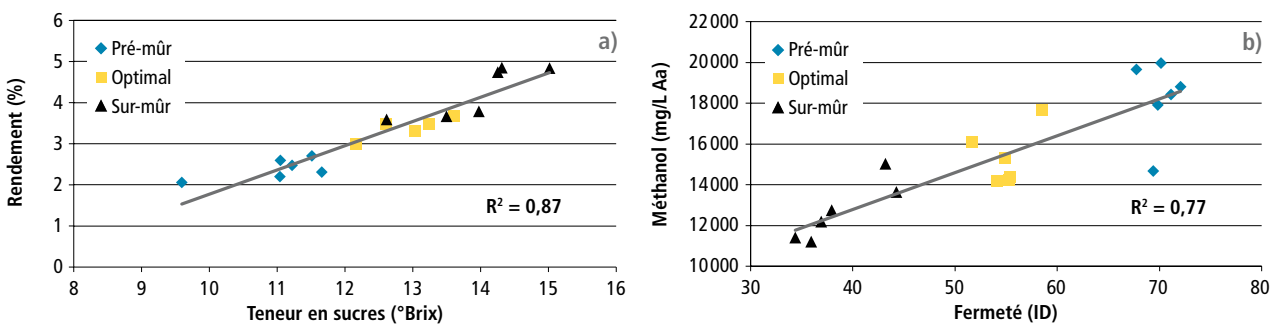 a)
Rendement (%)
6
5
4
3
2
1
0
Pré-mûr
Optimal
Sur-mûr
R² = 0,87
8 9 10 11 12 13 14 15 16
Teneur en sucres (°Brix)
b)
Méthanol (mg/L Aa)
22 000
20 000
18 000
16 000
14 000
12 000
10 000
Pré-mûr
Optimal
Sur-mûr
R² = 0,77
30 40 50 60 70 80
Fermeté (ID)